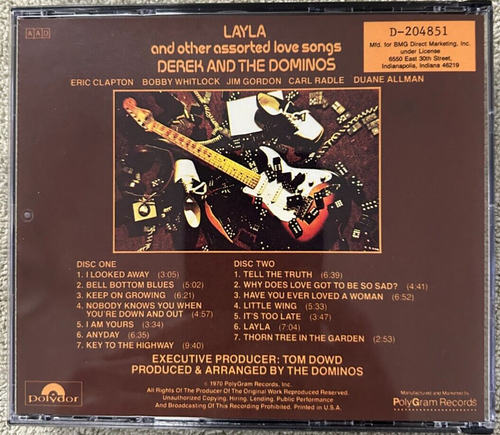 AAD
LAYLA
and other assorted love songs
DEREK AND THE DOMINOS
ERIC CLAPTON BOBBY WHITLOCK JIM GORDON CARL RADLE DUANE ALLMAN
D-204851
Mfd. for BMG Direct Marketing, Inc.
under License
6550 East 30th Street,
Indianapolis, Indiana 46219
DISC ONE
1. I LOOKED AWAY (3:05)
2. BELL BOTTOM BLUES (5:02)
3. KEEP ON GROWING (6:21)
4. NOBODY KNOWS YOU WHEN
YOU'RE DOWN AND OUT (4:57)
5. I AM YOURS (3:34)
6. ANYDAY (6:35)
7. KEY TO THE HIGHWAY (9:40)
DISC TWO
1. TELL THE TRUTH (6:39)
2. WHY DOES LOVE GOT TO BE SO SAD? (4:41)
3. HAVE YOU EVER LOVED A WOMAN (6:52)
4. LITTLE WING (5:33)
5. IT'S TOO LATE (3:47)
6. LAYLA (7:04)
7. THORN TREE IN THE GARDEN (2:53)
EXECUTIVE PRODUCER: TOM DOWD
PRODUCED & ARRANGED BY THE DOMINOS
℗ 1970 PolyGram Records, Inc.
All Rights Of The Producer Of The Original Work Reproduced Reserved.
Unauthorized Copying, Hiring, Lending, Public Performance
And Broadcasting Of This Recording Prohibited. Printed in U.S.A.
polydor
Manufactured and Marketed by
PolyGram Records